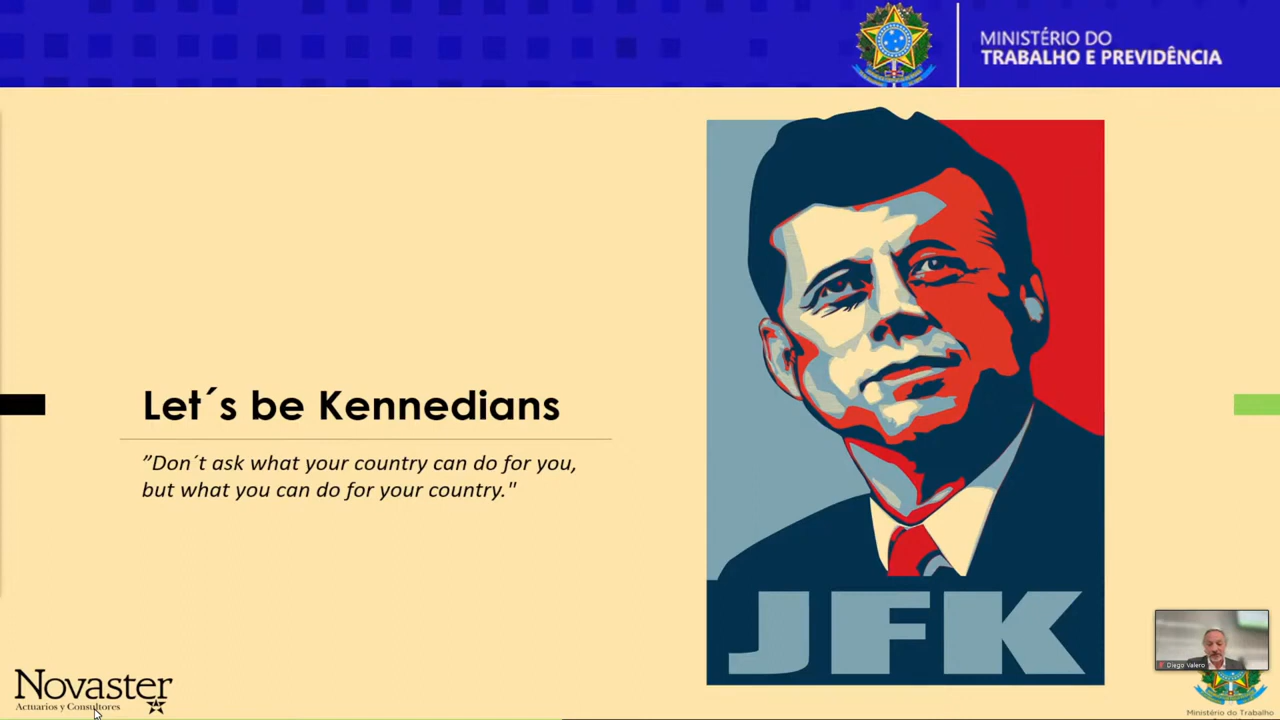 MINISTÉRIO DO
TRABALHO E PREVIDÊNCIA
Let´s be Kennedians
”Don´t ask what your country can do for you,
but what you can do for your country."
JFK
Diego Valero
Novaster
Actuarios y Consultores
Ministério do Trabalho